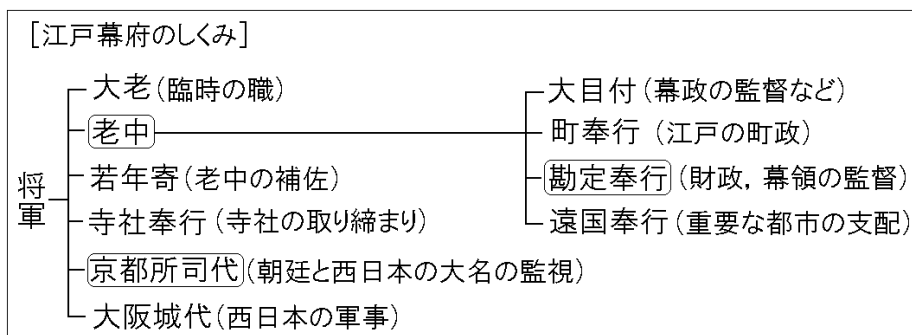 ［江戸幕府のしくみ］
将軍
大老(臨時の職)
老中
若年寄(老中の補佐)
寺社奉行(寺社の取り締まり)
京都所司代(朝廷と西日本の大名の監視)
大阪城代(西日本の軍事)
大目付(幕政の監督など)
町奉行(江戸の町政)
勘定奉行(財政，幕領の監督)
遠国奉行(重要な都市の支配)